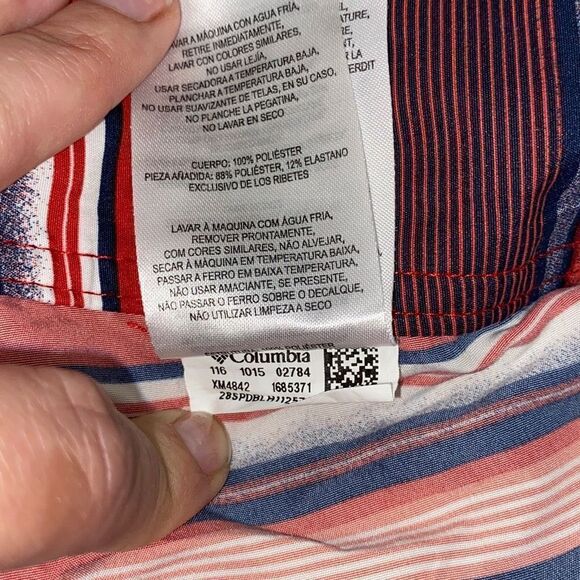 LAVAR A MÁQUINA CON AGUA FRÍA,
RETIRE INMEDIATAMENTE,
LAVAR CON COLORES SIMILARES,
NO USAR LEJÍA,
USAR SECADORA A TEMPERATURA BAJA,
PLANCHAR A TEMPERATURA BAJA,
NO USAR SUAVIZANTE DE TELAS, EN SU CASO,
NO PLANCHE LA PEGATINA,
NO LAVAR EN SECO
CUERPO: 100% POLIÉSTER
PIEZA AÑADIDA: 88% POLIÉSTER, 12% ELASTANO
EXCLUSIVO DE LOS RIBETES
LAVAR À MAQUINA COM ÁGUA FRIA,
REMOVER PRONTAMENTE,
COM CORES SIMILARES, NÃO ALVEJAR,
SECAR À MÁQUINA EM TEMPERATURA BAIXA,
PASSAR A FERRO EM BAIXA TEMPERATURA,
NÃO USAR AMACIANTE, SE PRESENTE,
NÃO PASSAR O FERRO SOBRE O DECALQUE,
NÃO UTILIZAR LIMPEZA À SECO
ATURE,
RE,
R LA
ERDIT
Columbia
116 1015 02784
XM4842 1685371